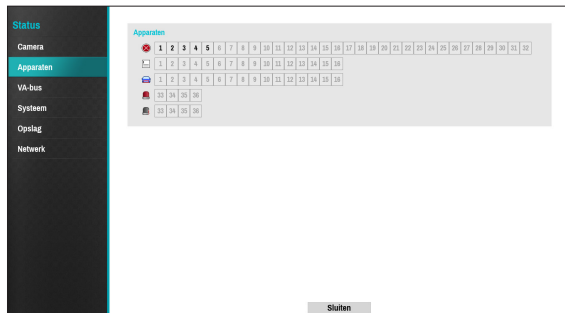 Status
Camera
Apparaten
VA-bus
Systeem
Opslag
Netwerk
Apparaten
1 2 3 4 5 6 7 8 9 10 11 12 13 14 15 16 17 18 19 20 21 22 23 24 25 26 27 28 29 30 31 32
1 2 3 4 5 6 7 8 9 10 11 12 13 14 15 16
1 2 3 4 5 6 7 8 9 10 11 12 13 14 15 16
33 34 35 36
33 34 35 36
Sluiten